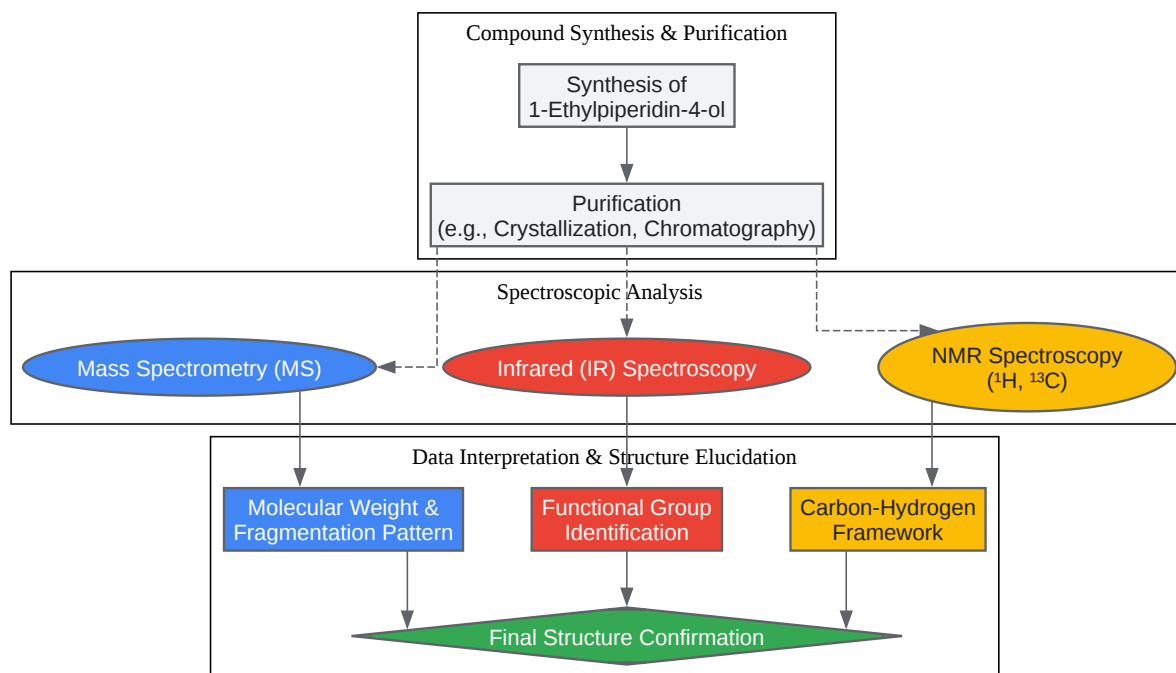 Compound Synthesis & Purification
Synthesis of
1-Ethylpiperidin-4-ol
Purification
(e.g., Crystallization, Chromatography)
Spectroscopic Analysis
Mass Spectrometry (MS)
Infrared (IR) Spectroscopy
NMR Spectroscopy
(¹H, ¹³C)
Data Interpretation & Structure Elucidation
Molecular Weight &
Fragmentation Pattern
Functional Group
Identification
Carbon-Hydrogen
Framework
Final Structure Confirmation